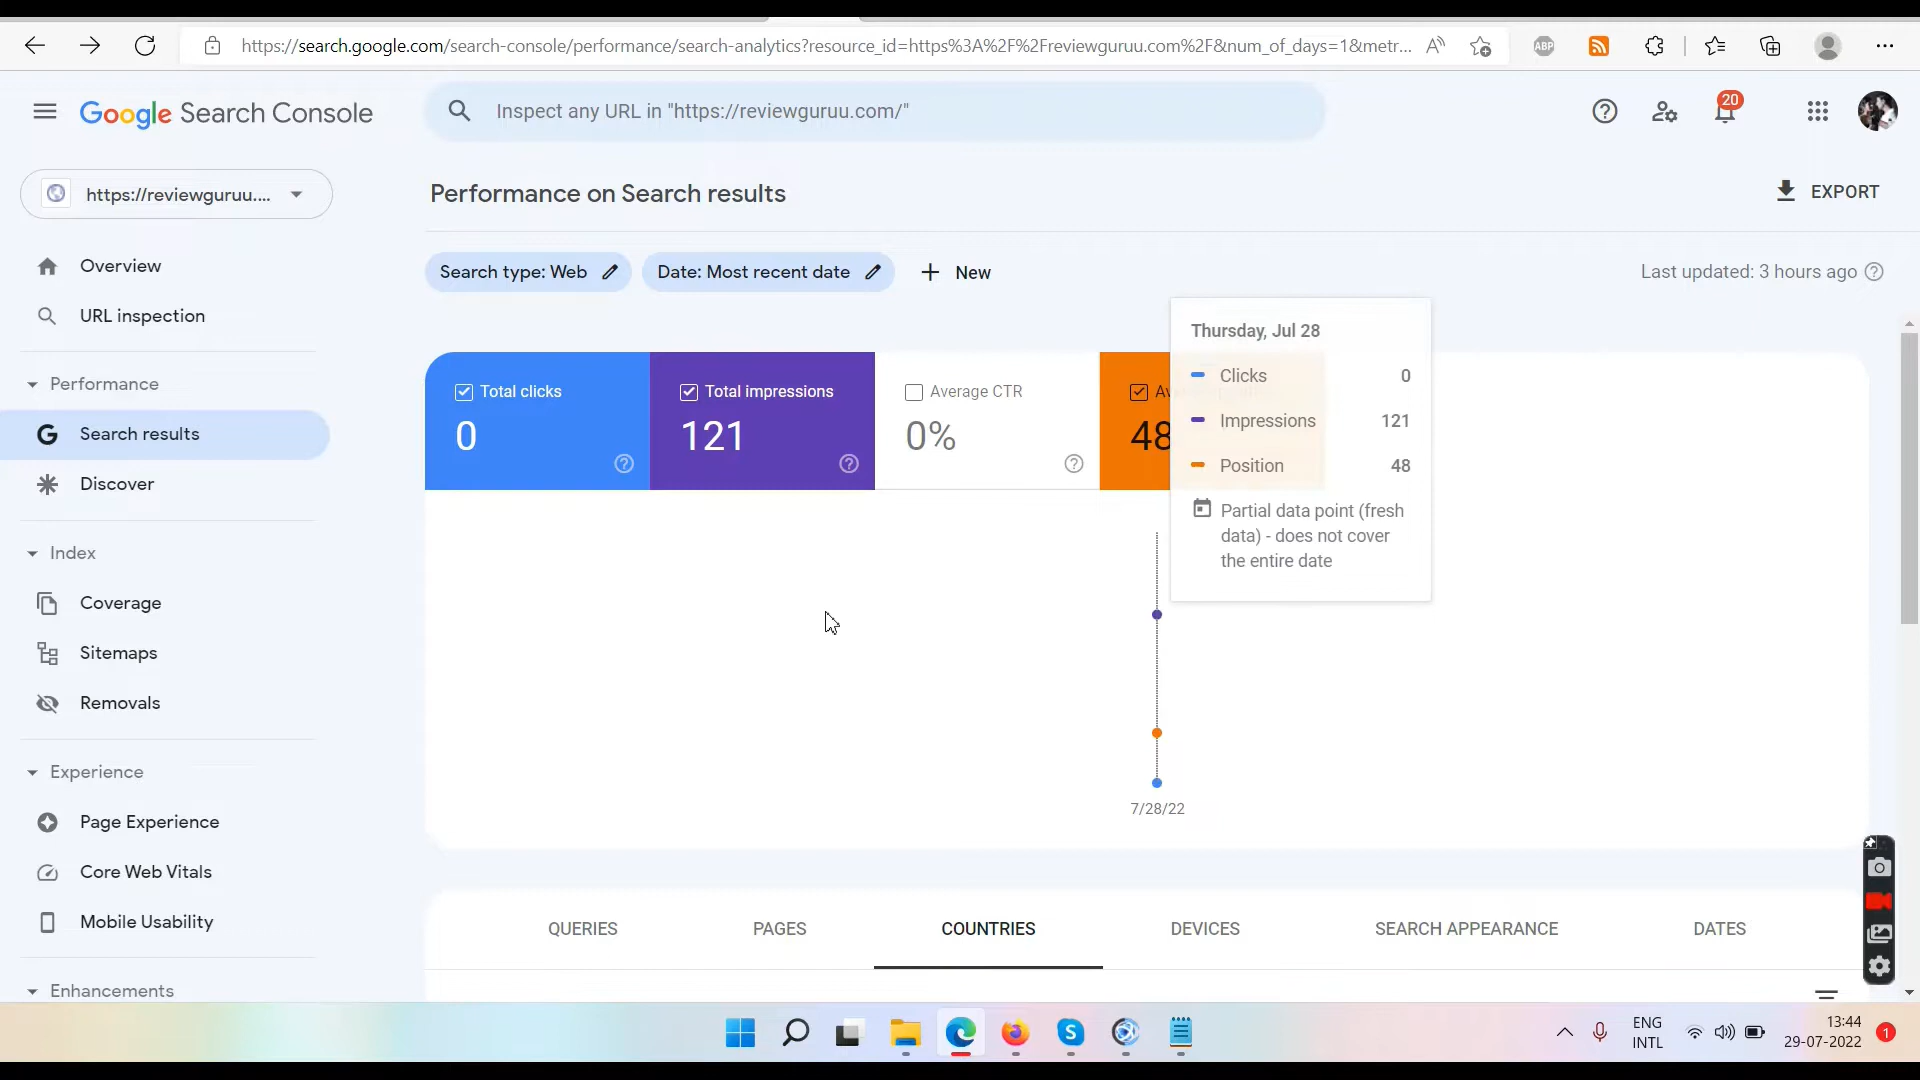 https://search.google.com/search-console/performance/search-analytics?resource_id=https%3A%2F%2Freviewguruu.com%2F&num_of_days=1&metr...
ABP
Google Search Console
Inspect any URL in "https://reviewguruu.com/"
20
https://reviewguruu....
Performance on Search results
EXPORT
Search type: Web
Date: Most recent date
New
Last updated: 3 hours ago
Overview
URL inspection
Performance
Search results
Discover
Index
Coverage
Sitemaps
Removals
Experience
Page Experience
Core Web Vitals
Mobile Usability
Enhancements
Total clicks
0
Total impressions
121
Average CTR
0%
48
Thursday, Jul 28
Clicks 0
Impressions 121
Position 48
Partial data point (fresh
data) - does not cover
the entire date
7/28/22
QUERIES
PAGES
COUNTRIES
DEVICES
SEARCH APPEARANCE
DATES
ENG
INTL
13:44
29-07-2022
1